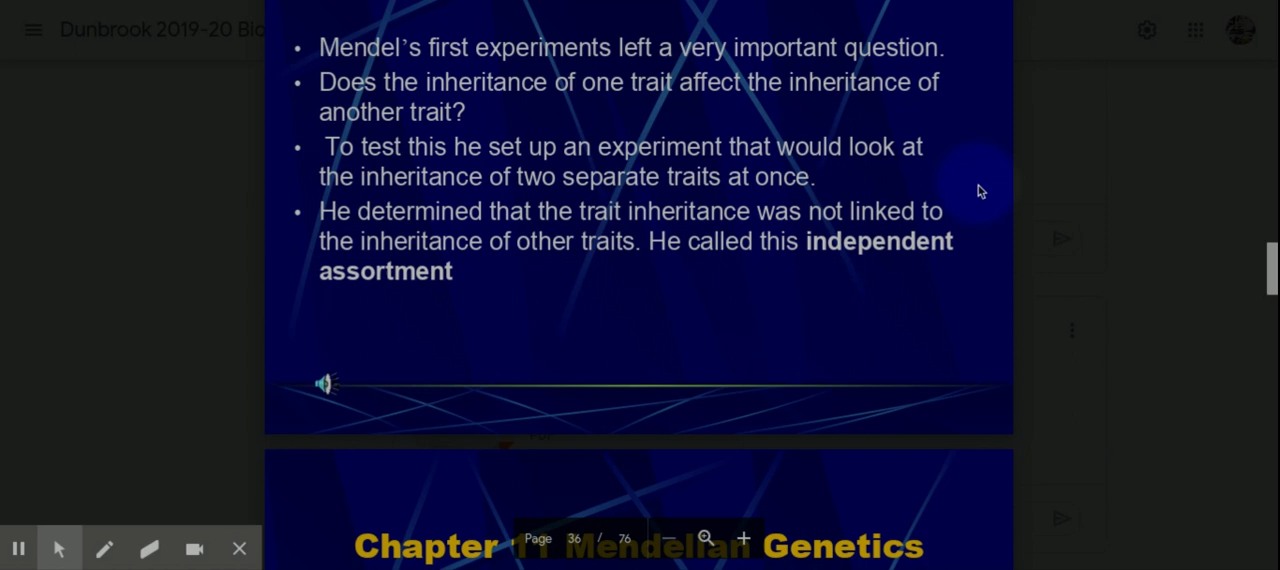 Dunbrook 2019-20 Bio
• Mendel’s first experiments left a very important question.
• Does the inheritance of one trait affect the inheritance of
another trait?
• To test this he set up an experiment that would look at
the inheritance of two separate traits at once.
• He determined that the trait inheritance was not linked to
the inheritance of other traits. He called this independent
assortment
Chapter 11 Mendelian Genetics
Page 36 / 76